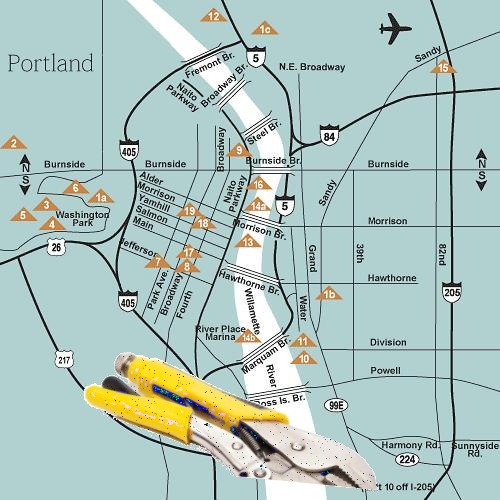 12
1c
Portland
5
Fremont Br.
Broadway Br.
N.E. Broadway
Sandy
15
Naito
Parkway
Steel Br.
84
405
2
N
S
Burnside
Burnside
Broadway
9
Burnside Br.
Burnside
N
S
6
1a
3
5
4
Washington
Park
26
Alder
Morrison
Yamhill
Salmon
Main
Jefferson
19
18
17
8
7
Naito
Parkway
16
14a
5
Sandy
Morrison Br.
Morrison
13
Grand
39th
82nd
Park Ave.
Broadway
Fourth
405
Hawthorne Br.
Hawthorne
Willamette
River
Water
1b
205
River Place
Marina
14b
Marquam Br.
11
10
Division
Powell
217
oss Is. Br.
99E
Harmony Rd.
Sunnyside
Rd.
224
't 10 off I-205)